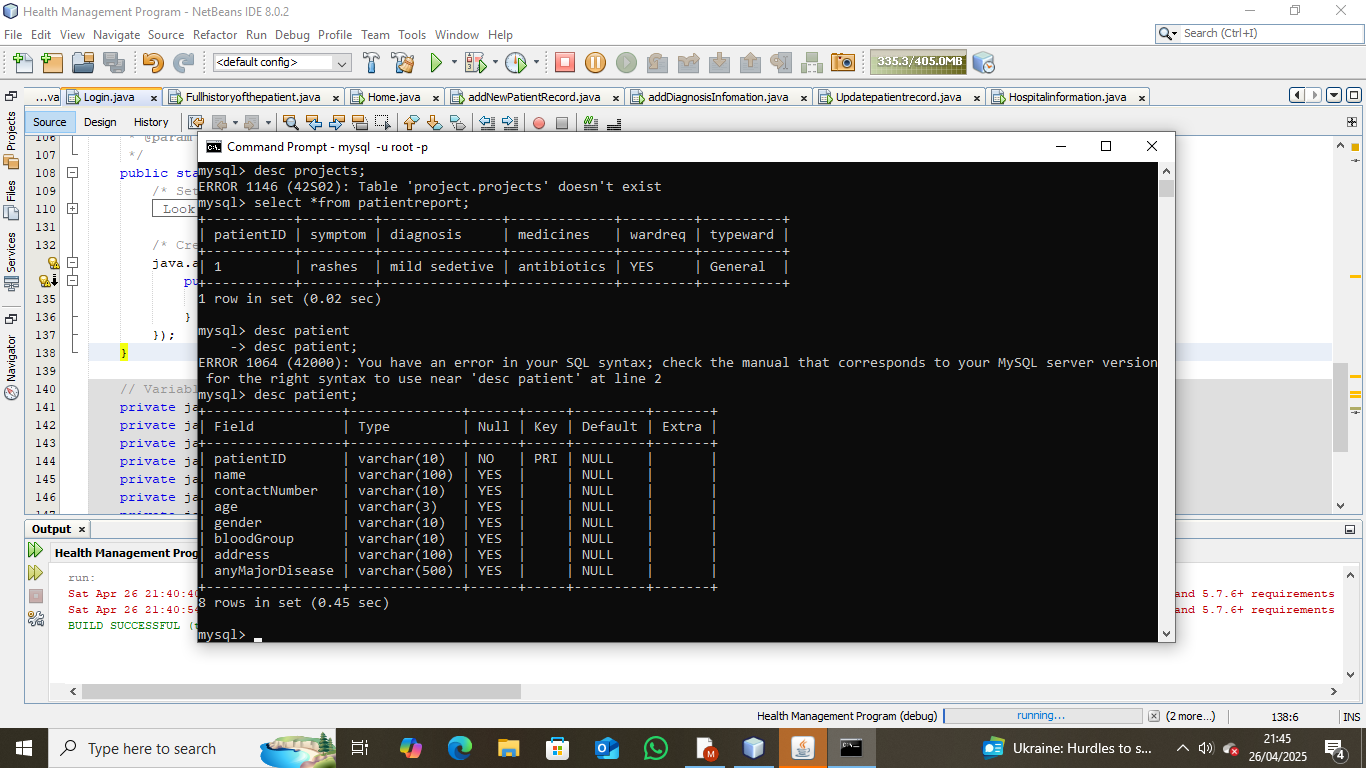 Health Management Program - NetBeans IDE 8.0.2
File Edit View Navigate Source Refactor Run Debug Profile Team Tools Window Help
Search (Ctrl+I)
<default config>
335.3/405.0MB
...va Login.java Fullhistoryofthepatient.java Home.java addNewPatientRecord.java addDiagnosisInfomation.java Updatepatientrecord.java Hospitalinformation.java
Source Design History
Projects
Files
Services
Navigator
106 * @param
107 */
108 public sta
109 /* Set
110 Look
131
132 /* Cre
java.a
pu
135
136 }
137 });
138 }
139
140 // Variabl
141 private ja
142 private ja
143 private ja
144 private ja
145 private ja
146 private ja
Command Prompt - mysql -u root -p
mysql> desc projects;
ERROR 1146 (42S02): Table 'project.projects' doesn't exist
mysql> select *from patientreport;
+-----------+---------+---------------+-------------+---------+----------+
| patientID | symptom | diagnosis     | medicines   | wardreq | typeward |
+-----------+---------+---------------+-------------+---------+----------+
| 1         | rashes  | mild sedetive | antibiotics | YES     | General  |
+-----------+---------+---------------+-------------+---------+----------+
1 row in set (0.02 sec)
mysql> desc patient
-> desc patient;
ERROR 1064 (42000): You have an error in your SQL syntax; check the manual that corresponds to your MySQL server version
for the right syntax to use near 'desc patient' at line 2
mysql> desc patient;
+-----------------+--------------+------+-----+---------+-------+
| Field           | Type         | Null | Key | Default | Extra |
+-----------------+--------------+------+-----+---------+-------+
| patientID       | varchar(10)  | NO   | PRI | NULL    |       |
| name            | varchar(100) | YES  |     | NULL    |       |
| contactNumber   | varchar(10)  | YES  |     | NULL    |       |
| age             | varchar(3)   | YES  |     | NULL    |       |
| gender          | varchar(10)  | YES  |     | NULL    |       |
| bloodGroup      | varchar(10)  | YES  |     | NULL    |       |
| address         | varchar(100) | YES  |     | NULL    |       |
| anyMajorDisease | varchar(500) | YES  |     | NULL    |       |
+-----------------+--------------+------+-----+---------+-------+
8 rows in set (0.45 sec)
mysql>
Output
Health Management Prog
run:
Sat Apr 26 21:40:40 and 5.7.6+ requirements
Sat Apr 26 21:40:54 and 5.7.6+ requirements
BUILD SUCCESSFUL (
Health Management Program (debug) running... (2 more...) 138:6 INS
Type here to search
Ukraine: Hurdles to s...
21:45
26/04/2025
4